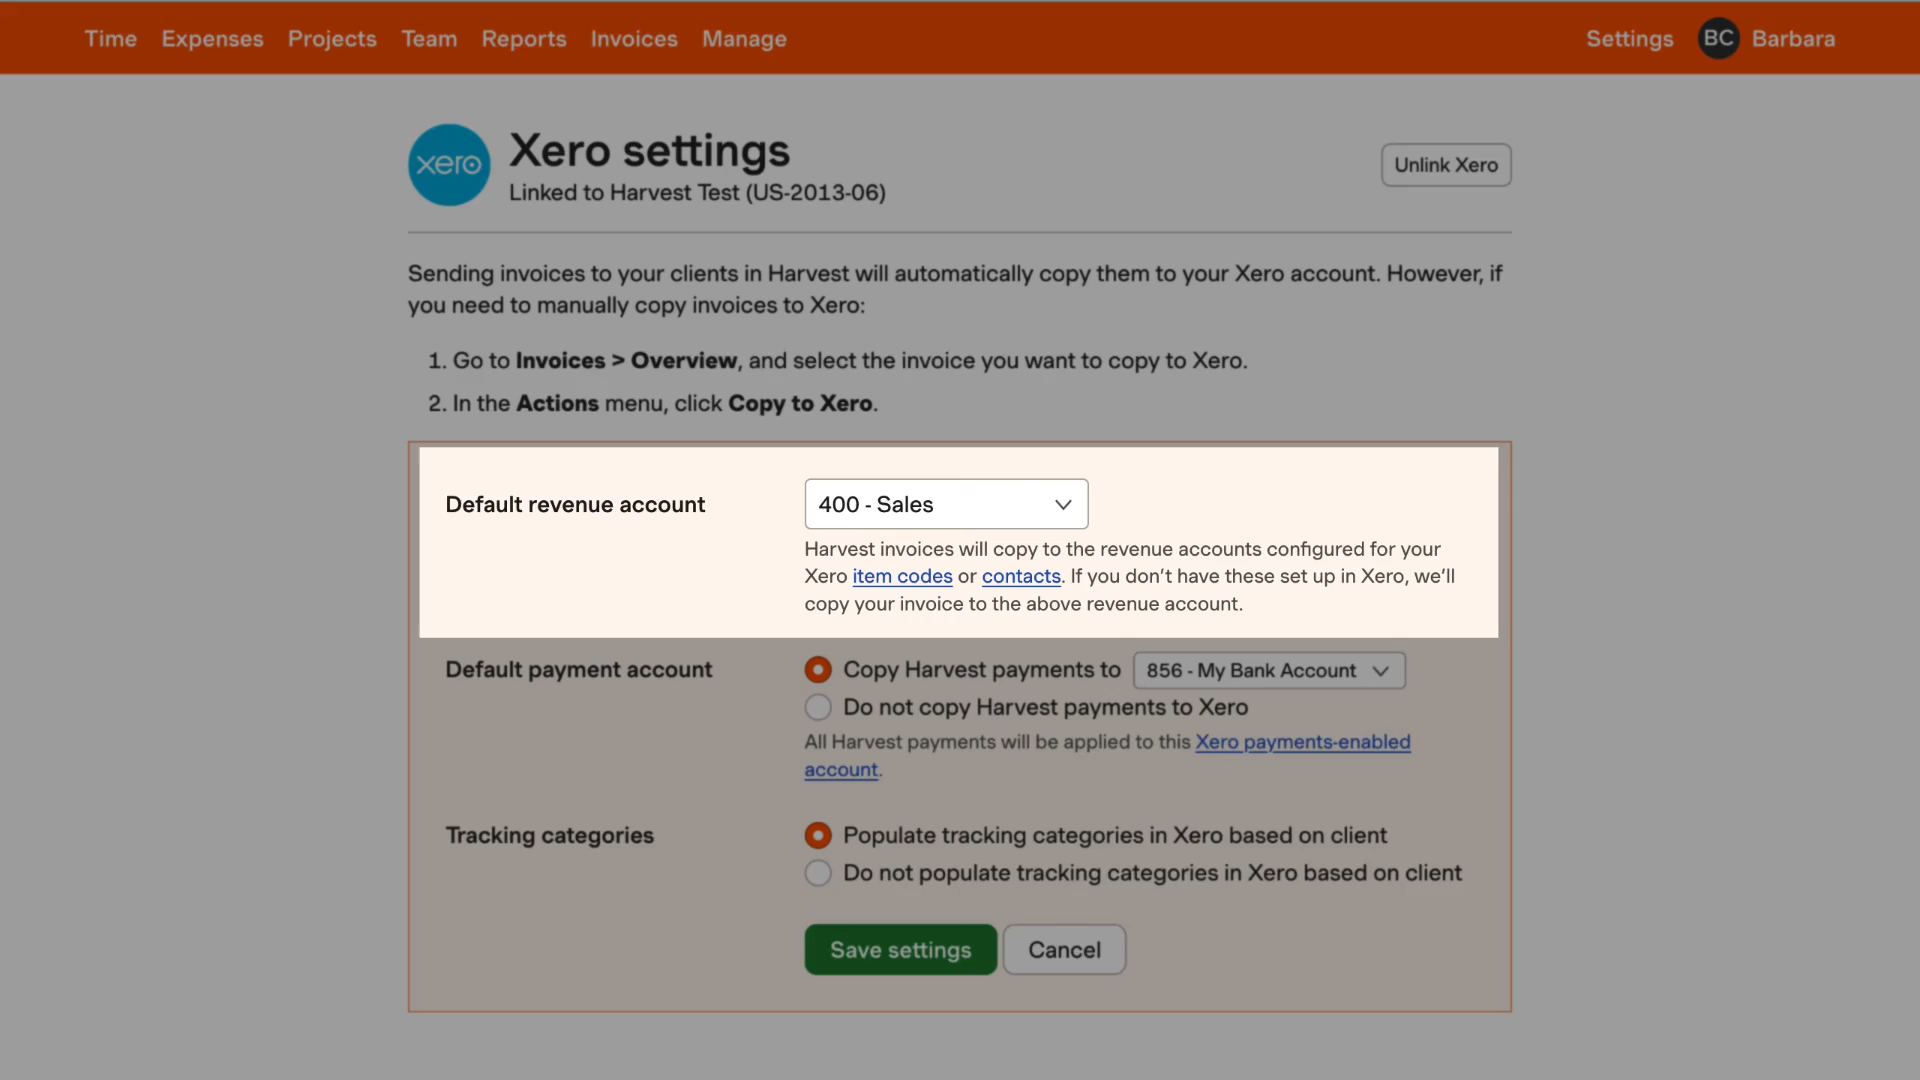 Time Expenses Projects Team Reports Invoices Manage Settings BC Barbara
xero
Xero settings
Linked to Harvest Test (US-2013-06)
Unlink Xero
Sending invoices to your clients in Harvest will automatically copy them to your Xero account. However, if
you need to manually copy invoices to Xero:
1. Go to Invoices > Overview, and select the invoice you want to copy to Xero.
2. In the Actions menu, click Copy to Xero.
Default revenue account
400 - Sales
Harvest invoices will copy to the revenue accounts configured for your
Xero item codes or contacts. If you don’t have these set up in Xero, we’ll
copy your invoice to the above revenue account.
Default payment account
Copy Harvest payments to 856 - My Bank Account
Do not copy Harvest payments to Xero
All Harvest payments will be applied to this Xero payments-enabled
account.
Tracking categories
Populate tracking categories in Xero based on client
Do not populate tracking categories in Xero based on client
Save settings Cancel